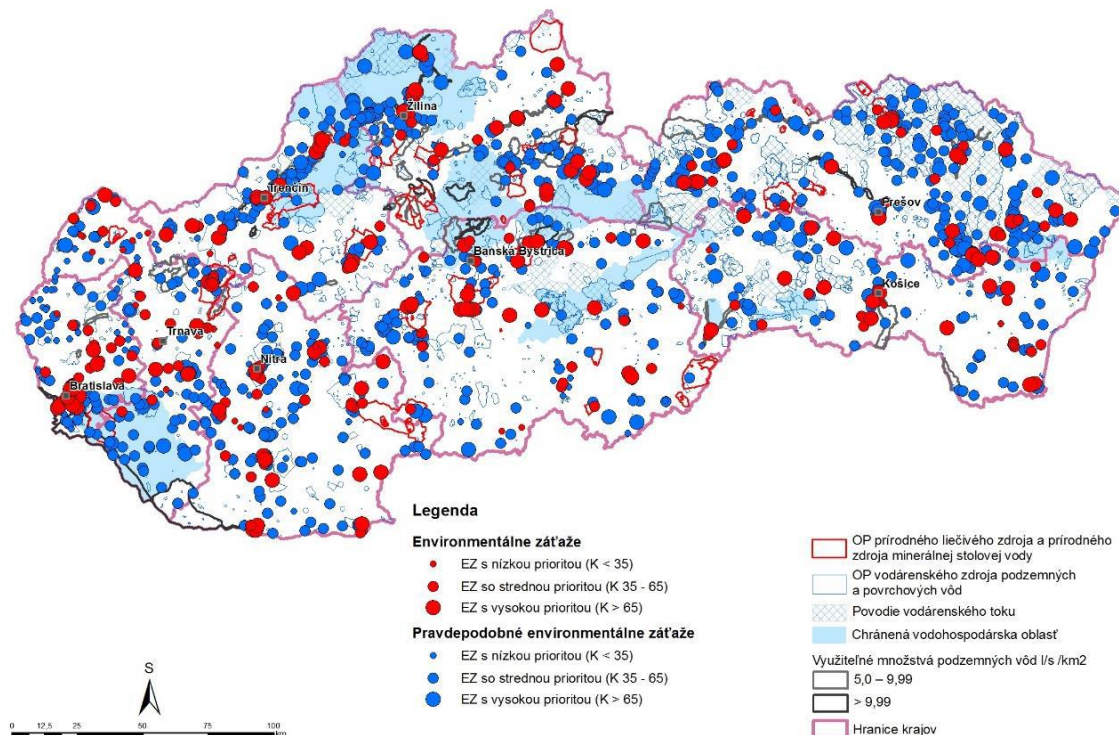 Žilina
Trenčín
Prešov
Banská Bystrica
Košice
Trnava
Nitra
Bratislava
Legenda
Environmentálne záťaže
EZ s nízkou prioritou (K < 35)
EZ so strednou prioritou (K 35 - 65)
EZ s vysokou prioritou (K > 65)
Pravdepodobné environmentálne záťaže
EZ s nízkou prioritou (K < 35)
EZ so strednou prioritou (K 35 - 65)
EZ s vysokou prioritou (K > 65)
OP prírodného liečivého zdroja a prírodného
zdroja minerálnej stolovej vody
OP vodárenského zdroja podzemných
a povrchových vôd
Povodie vodárenského toku
Chránená vodohospodárska oblasť
Využiteľné množstvá podzemných vôd l/s /km2
5,0 – 9,99
> 9,99
Hranice krajov
S
0 12,5 25 50 75 100
km